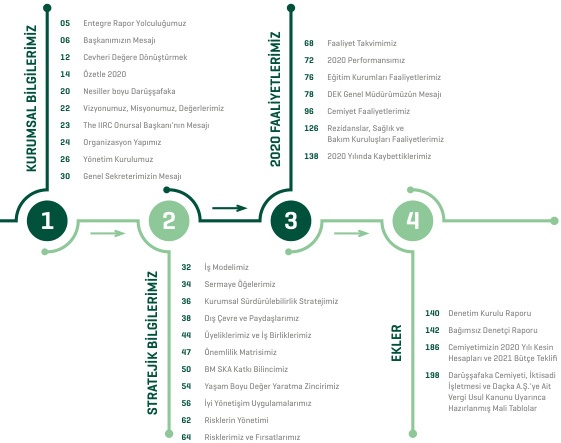 KURUMSAL BİLGİLERİMİZ
05 Entegre Rapor Yolculuğumuz
06 Başkanımızın Mesajı
12 Cevheri Değere Dönüştürmek
14 Özetle 2020
20 Nesiller boyu Darüşşafaka
22 Vizyonumuz, Misyonumuz, Değerlerimiz
23 The IIRC Onursal Başkanı'nın Mesajı
24 Organizasyon Yapımız
26 Yönetim Kurulumuz
30 Genel Sekreterimizin Mesajı
2020 FAALİYETLERİMİZ
68 Faaliyet Takvimimiz
72 2020 Performansımız
76 Eğitim Kurumları Faaliyetlerimiz
78 DEK Genel Müdürümüzün Mesajı
96 Cemiyet Faaliyetlerimiz
126 Rezidanslar, Sağlık ve
Bakım Kuruluşları Faaliyetlerimiz
138 2020 Yılında Kaybettiklerimiz
1
2
3
4
STRATEJİK BİLGİLERİMİZ
32 İş Modelimiz
34 Sermaye Öğelerimiz
36 Kurumsal Sürdürülebilirlik Stratejimiz
38 Dış Çevre ve Paydaşlarımız
44 Üyeliklerimiz ve İş Birliklerimiz
47 Önemlilik Matrisimiz
50 BM SKA Katkı Bilincimiz
54 Yaşam Boyu Değer Yaratma Zincirimiz
56 İyi Yönetişim Uygulamalarımız
62 Risklerin Yönetimi
64 Risklerimiz ve Fırsatlarımız
EKLER
140 Denetim Kurulu Raporu
142 Bağımsız Denetçi Raporu
186 Cemiyetimizin 2020 Yılı Kesin
Hesapları ve 2021 Bütçe Teklifi
198 Darüşşafaka Cemiyeti, İktisadi
İşletmesi ve Daçka A.Ş.'ye Ait
Vergi Usul Kanunu Uyarınca
Hazırlanmış Mali Tablolar